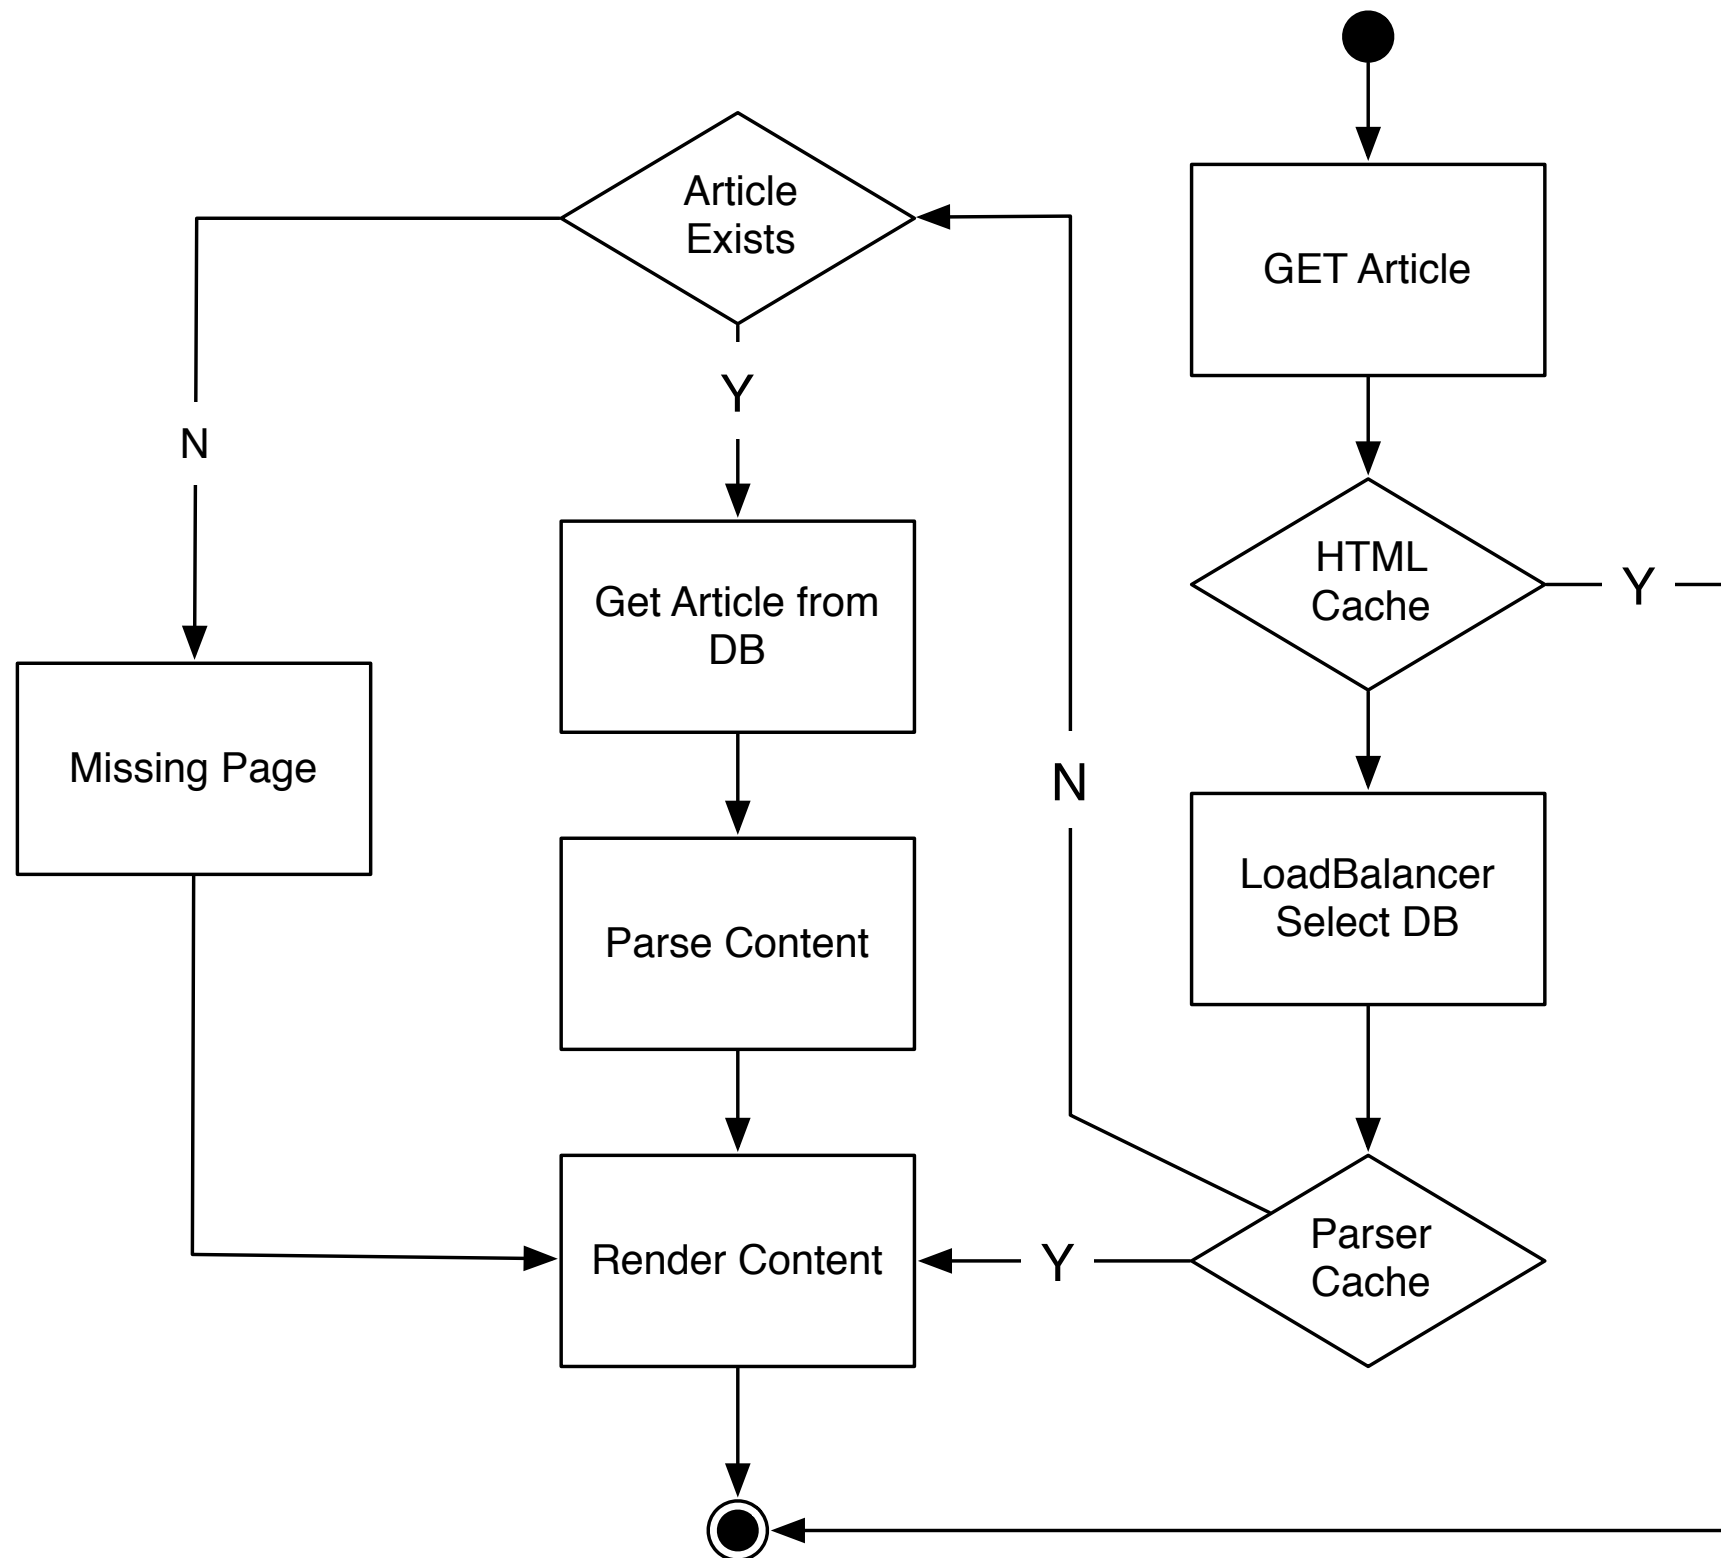 Article
Exists
GET Article
Y
N
HTML
Cache
Y
Get Article from
DB
Missing Page
N
LoadBalancer
Select DB
Parse Content
Render Content
Y
Parser
Cache